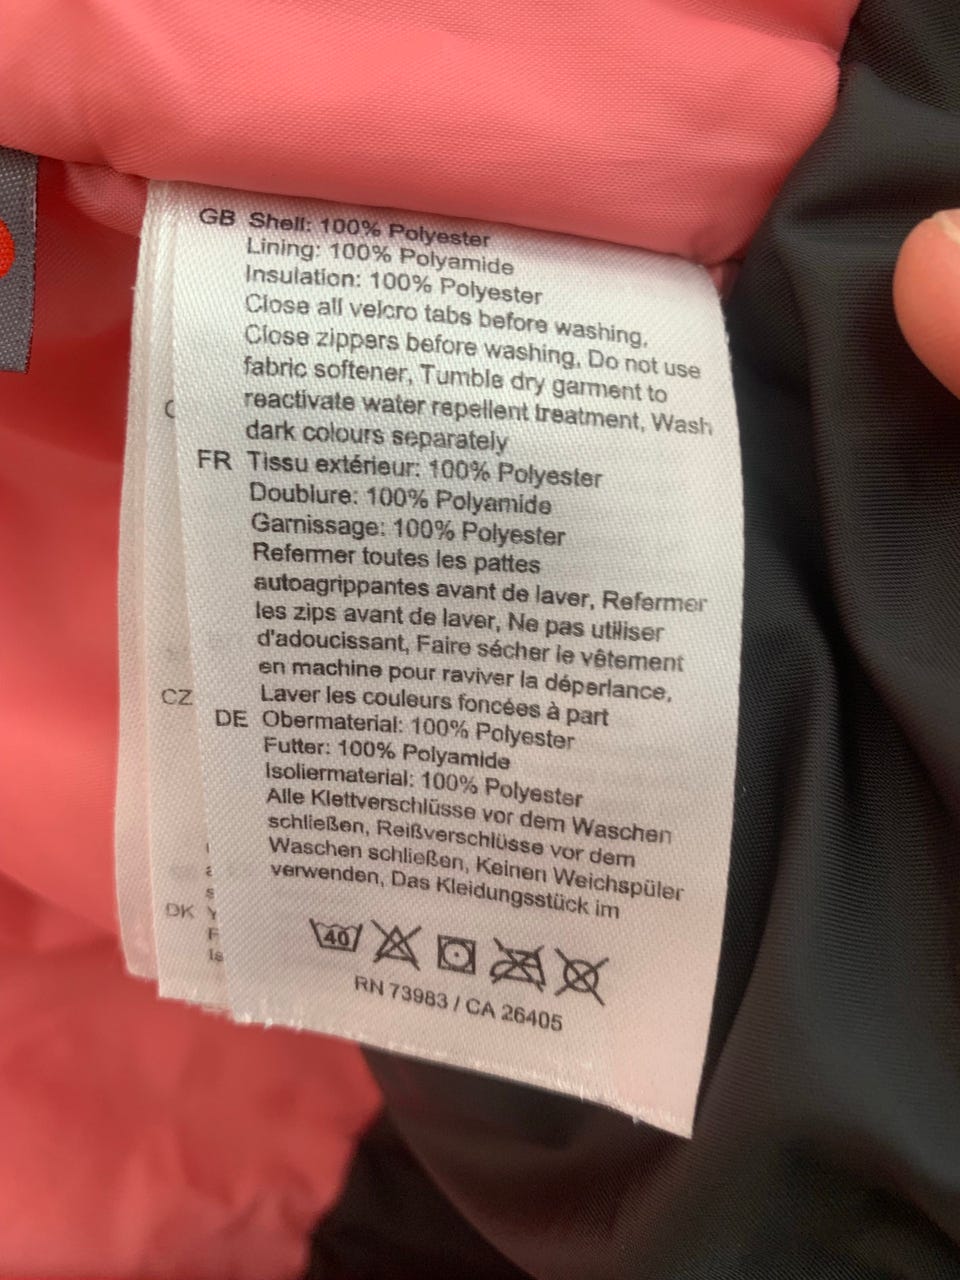 GB Shell: 100% Polyester
Lining: 100% Polyamide
Insulation: 100% Polyester
Close all velcro tabs before washing,
Close zippers before washing, Do not use
fabric softener, Tumble dry garment to
reactivate water repellent treatment, Wash
dark colours separately
FR Tissu extérieur: 100% Polyester
Doublure: 100% Polyamide
Garnissage: 100% Polyester
Refermer toutes les pattes
autoagrippantes avant de laver, Refermer
les zips avant de laver, Ne pas utiliser
d'adoucissant, Faire sécher le vêtement
en machine pour raviver la déperlance,
Laver les couleurs foncées à part
DE Obermaterial: 100% Polyester
Futter: 100% Polyamide
Isoliermaterial: 100% Polyester
Alle Klettverschlüsse vor dem Waschen
schließen, Reißverschlüsse vor dem
Waschen schließen, Keinen Weichspüler
verwenden, Das Kleidungsstück im
40
RN 73983 / CA 26405
CZ
DK